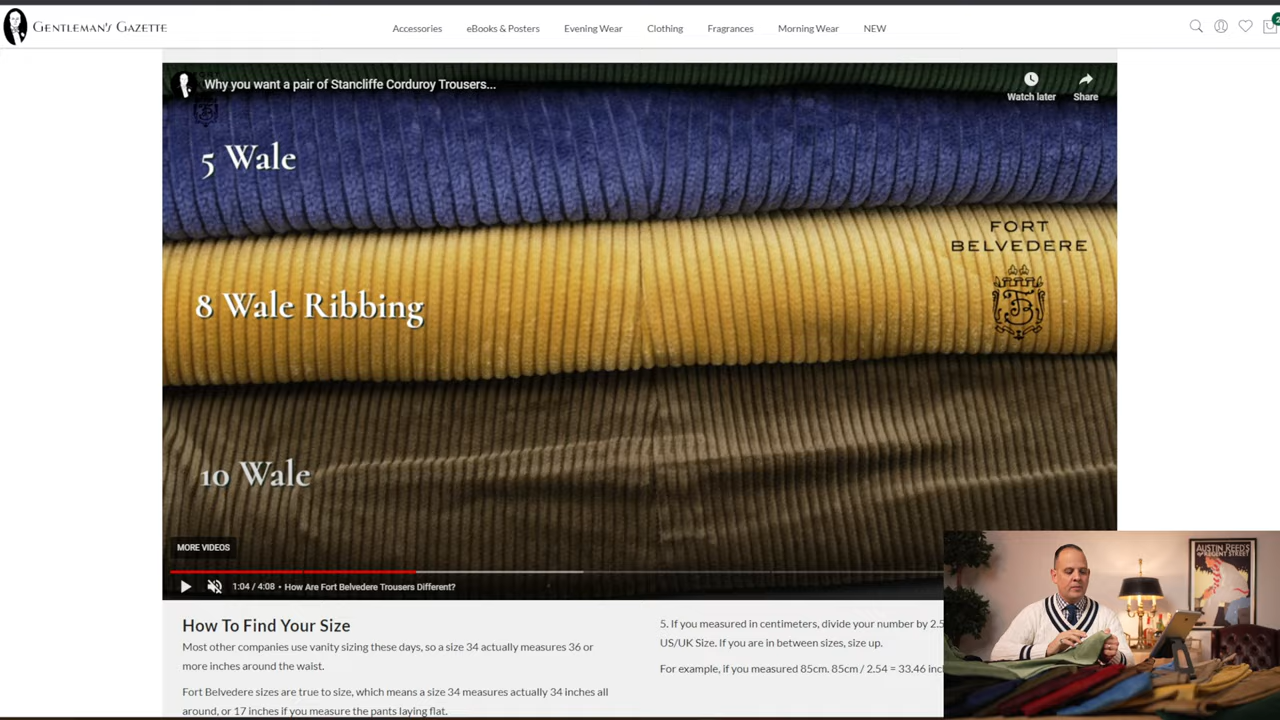 GENTLEMAN'S GAZETTE
Accessories
eBooks & Posters
Evening Wear
Clothing
Fragrances
Morning Wear
NEW
2
Why you want a pair of Stancliffe Corduroy Trousers...
Watch later
Share
5 Wale
FORT
BELVEDERE
8 Wale Ribbing
10 Wale
MORE VIDEOS
1:04 / 4:08 • How Are Fort Belvedere Trousers Different?
How To Find Your Size
Most other companies use vanity sizing these days, so a size 34 actually measures 36 or
more inches around the waist.
Fort Belvedere sizes are true to size, which means a size 34 measures actually 34 inches all
around, or 17 inches if you measure the pants laying flat.
5. If you measured in centimeters, divide your number by 2.5
US/UK Size. If you are in between sizes, size up.
For example, if you measured 85cm. 85cm / 2.54 = 33.46 inc
AUSTIN REED'S
OF REGENT STREET